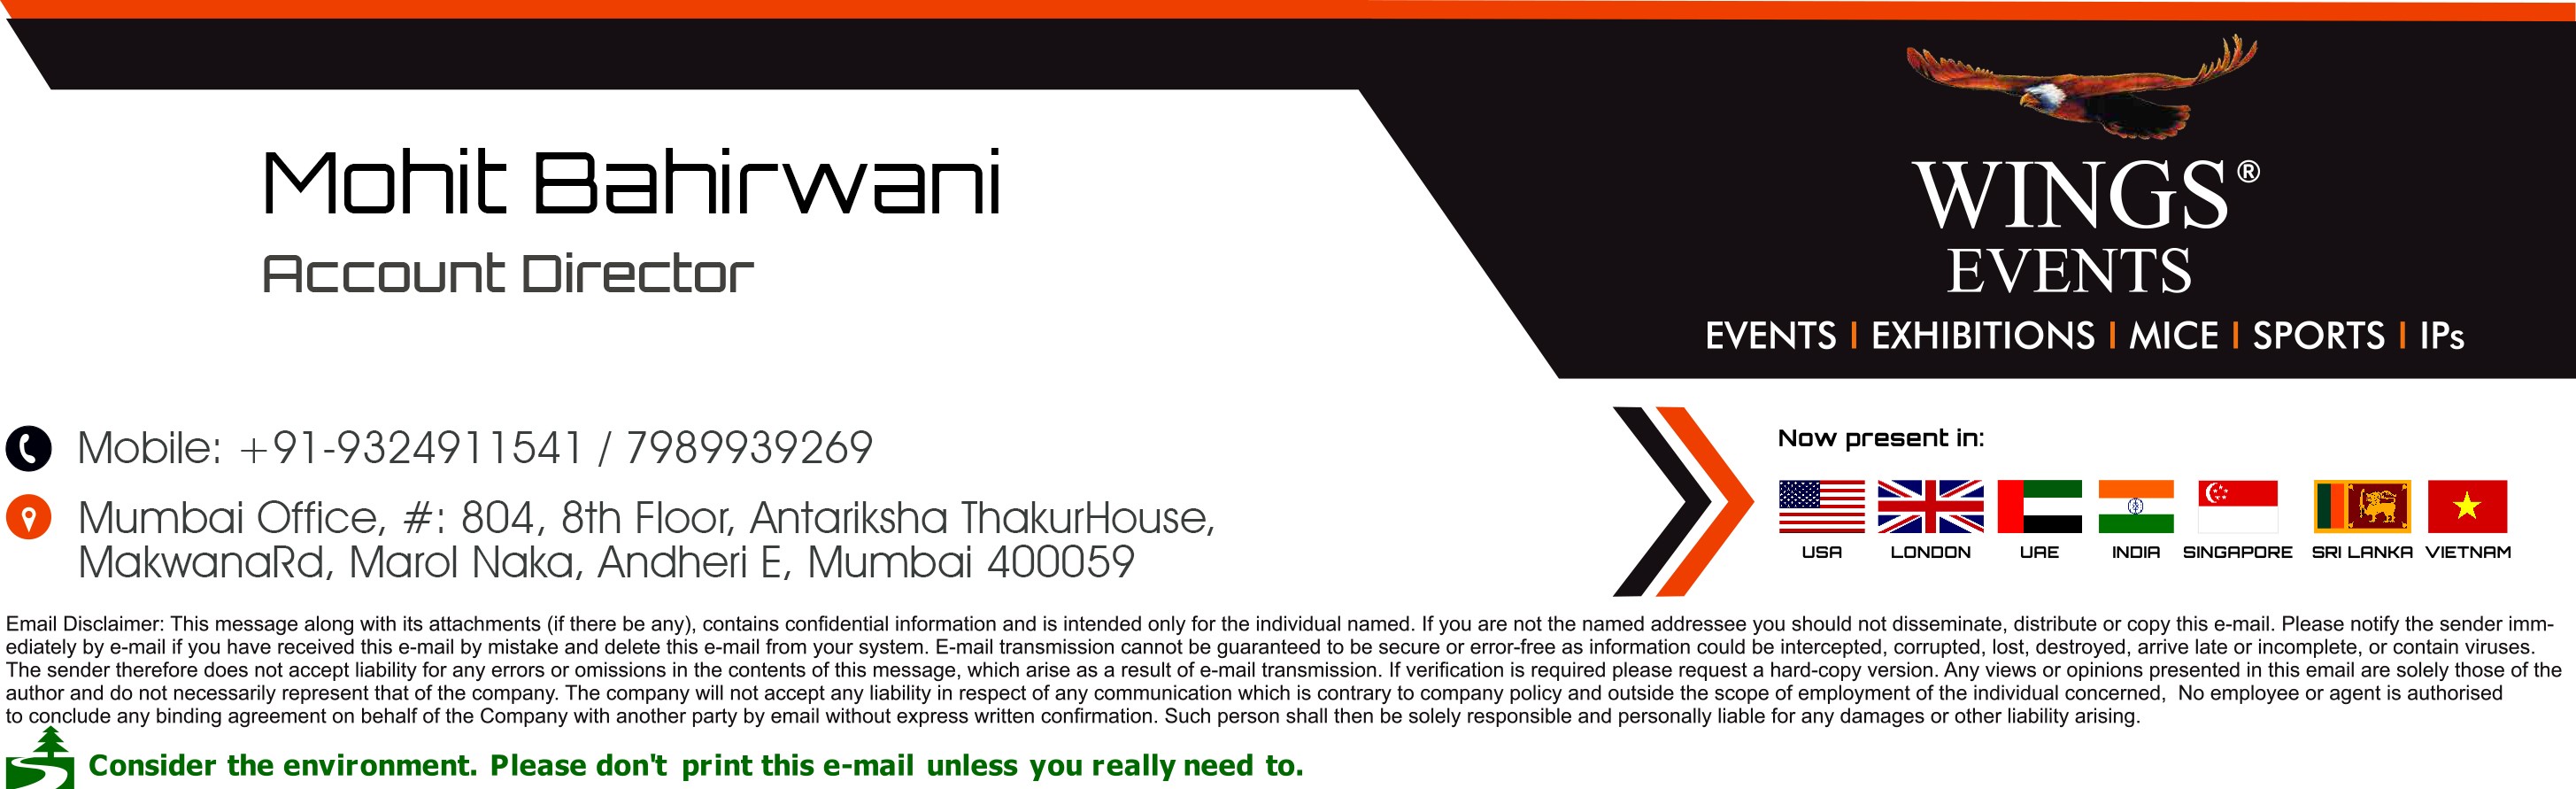 WINGS®
EVENTS
EVENTS | EXHIBITIONS | MICE | SPORTS | IPs
Mohit Bahirwani
Account Director
Mobile: +91-9324911541 / 7989939269
Mumbai Office, #: 804, 8th Floor, Antariksha ThakurHouse,
MakwanaRd, Marol Naka, Andheri E, Mumbai 400059
Now present in:
USA LONDON UAE INDIA SINGAPORE SRI LANKA VIETNAM
Email Disclaimer: This message along with its attachments (if there be any), contains confidential information and is intended only for the individual named. If you are not the named addressee you should not disseminate, distribute or copy this e-mail. Please notify the sender imm-
ediately by e-mail if you have received this e-mail by mistake and delete this e-mail from your system. E-mail transmission cannot be guaranteed to be secure or error-free as information could be intercepted, corrupted, lost, destroyed, arrive late or incomplete, or contain viruses.
The sender therefore does not accept liability for any errors or omissions in the contents of this message, which arise as a result of e-mail transmission. If verification is required please request a hard-copy version. Any views or opinions presented in this email are solely those of the
author and do not necessarily represent that of the company. The company will not accept any liability in respect of any communication which is contrary to company policy and outside the scope of employment of the individual concerned, No employee or agent is authorised
to conclude any binding agreement on behalf of the Company with another party by email without express written confirmation. Such person shall then be solely responsible and personally liable for any damages or other liability arising.
Consider the environment. Please don't print this e-mail unless you really need to.